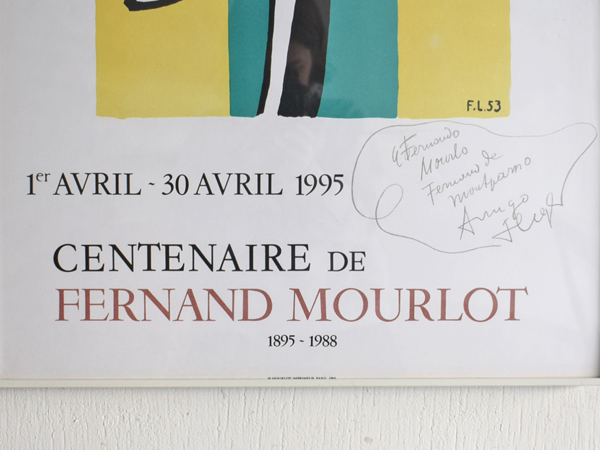 F.L.53
à Fernando
Mourlo
Femme de
montparno
Amigo
1er AVRIL ~ 30 AVRIL 1995
CENTENAIRE DE
FERNAND MOURLOT
1895 ~ 1988